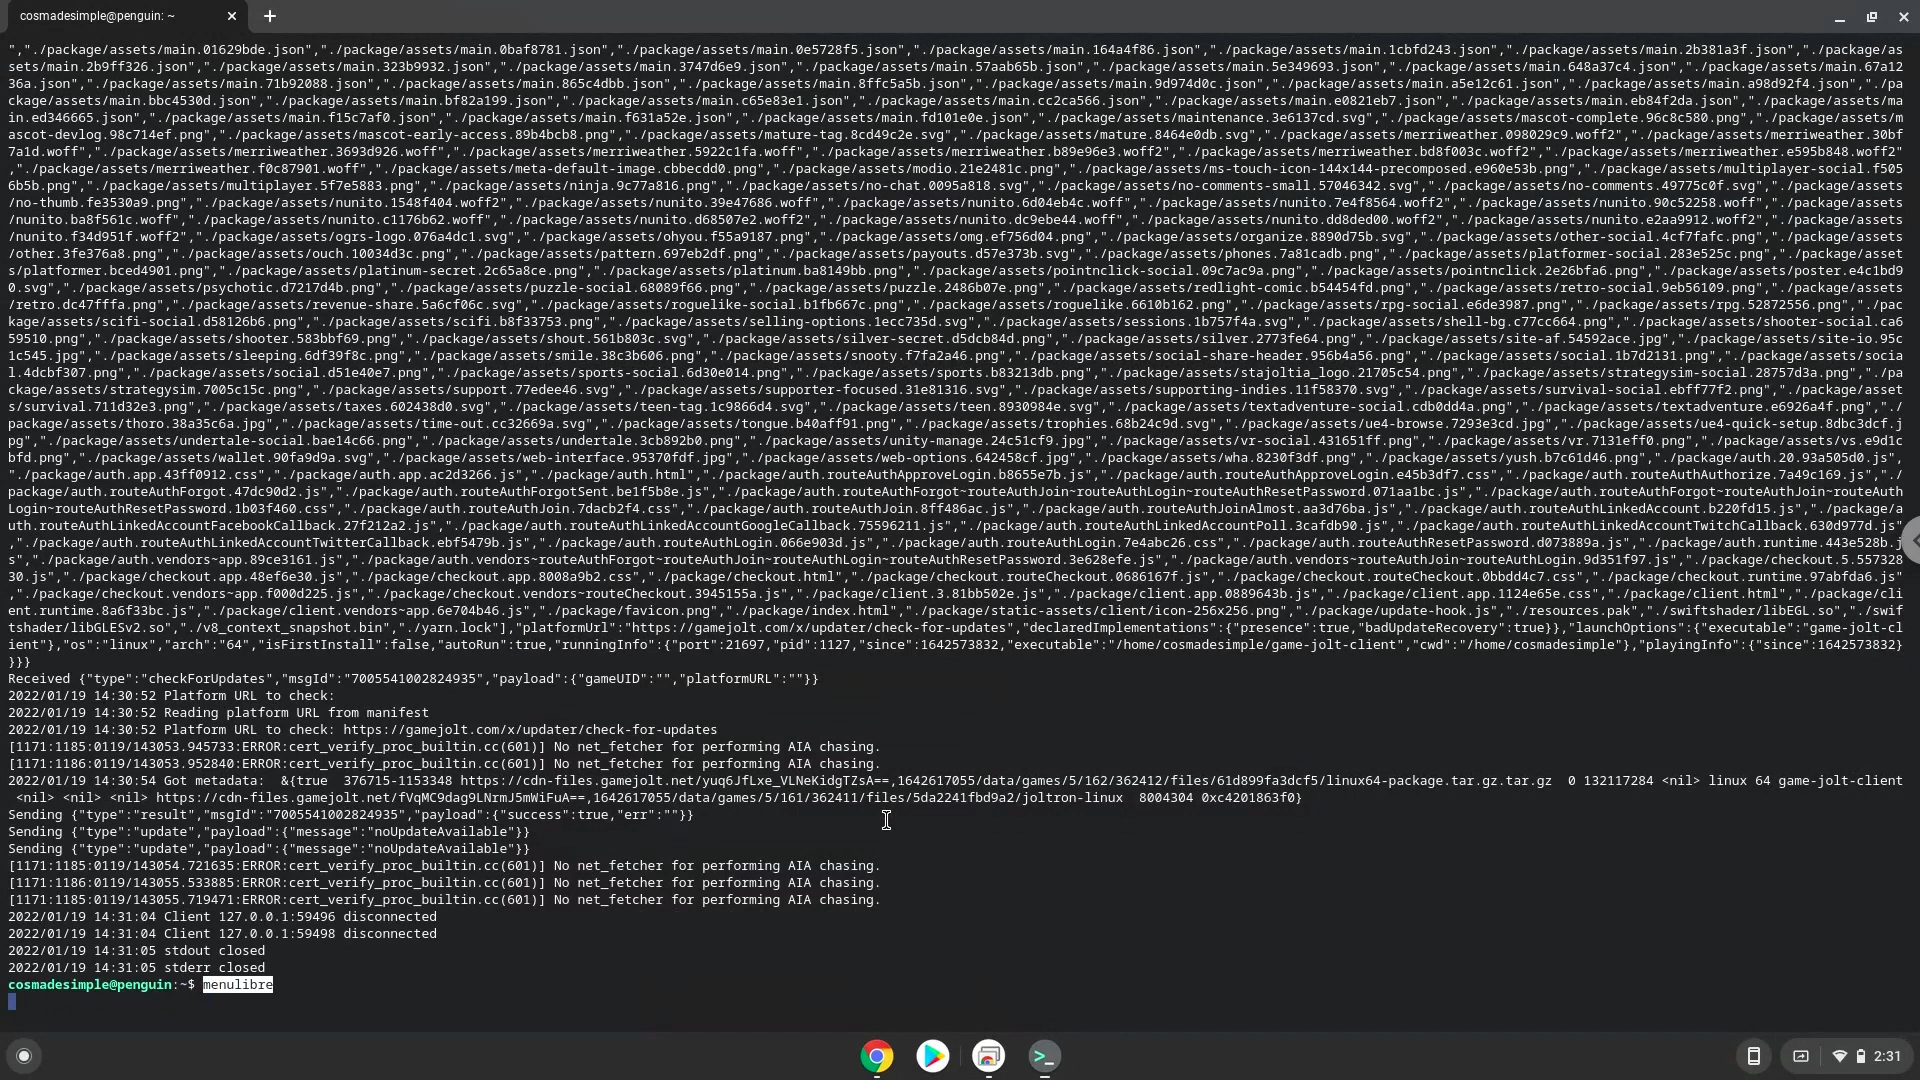 cosmadesimple@penguin: ~
","./package/assets/main.01629bde.json","./package/assets/main.0baf8781.json","./package/assets/main.0e5728f5.json","./package/assets/main.164a4f86.json","./package/assets/main.1cbfd243.json","./package/assets/main.2b381a3f.json","./package/as
sets/main.2b9ff326.json","./package/assets/main.323b9932.json","./package/assets/main.3747d6e9.json","./package/assets/main.57aab65b.json","./package/assets/main.5e349693.json","./package/assets/main.648a37c4.json","./package/assets/main.67a12
36a.json","./package/assets/main.71b92088.json","./package/assets/main.865c4dbb.json","./package/assets/main.8ffc5a5b.json","./package/assets/main.9d974d0c.json","./package/assets/main.a5e12c61.json","./package/assets/main.a98d92f4.json","./pa
ckage/assets/main.bbc4530d.json","./package/assets/main.bf82a199.json","./package/assets/main.c65e83e1.json","./package/assets/main.cc2ca566.json","./package/assets/main.e0821eb7.json","./package/assets/main.eb84f2da.json","./package/assets/ma
in.ed346665.json","./package/assets/main.f15c7af0.json","./package/assets/main.f631a52e.json","./package/assets/main.fd101e0e.json","./package/assets/maintenance.3e6137cd.svg","./package/assets/mascot-complete.96c8c580.png","./package/assets/m
ascot-devlog.98c714ef.png","./package/assets/mascot-early-access.89b4bcb8.png","./package/assets/mature-tag.8cd49c2e.svg","./package/assets/mature.8464e0db.svg","./package/assets/merriweather.098029c9.woff2","./package/assets/merriweather.30bf
7a1d.woff","./package/assets/merriweather.3693d926.woff","./package/assets/merriweather.5922c1fa.woff","./package/assets/merriweather.b89e96e3.woff2","./package/assets/merriweather.bd8f003c.woff2","./package/assets/merriweather.e595b848.woff2"
,"./package/assets/merriweather.f0c87901.woff","./package/assets/meta-default-image.cbbecdd0.png","./package/assets/modio.21e2481c.png","./package/assets/ms-touch-icon-144x144-precomposed.e960e53b.png","./package/assets/multiplayer-social.f505
6b5b.png","./package/assets/multiplayer.5f7e5883.png","./package/assets/ninja.9c77a816.png","./package/assets/no-chat.0095a818.svg","./package/assets/no-comments-small.57046342.svg","./package/assets/no-comments.49775c0f.svg","./package/assets
/no-thumb.fe3530a9.png","./package/assets/nunito.1548f404.woff2","./package/assets/nunito.39e47686.woff","./package/assets/nunito.6d04eb4c.woff","./package/assets/nunito.7e4f8564.woff2","./package/assets/nunito.90c52258.woff","./package/assets
/nunito.ba8f561c.woff","./package/assets/nunito.c1176b62.woff","./package/assets/nunito.d68507e2.woff2","./package/assets/nunito.dc9ebe44.woff","./package/assets/nunito.dd8ded00.woff2","./package/assets/nunito.e2aa9912.woff2","./package/assets
/nunito.f34d951f.woff2","./package/assets/ogrs-logo.076a4dc1.svg","./package/assets/ohyou.f55a9187.png","./package/assets/omg.ef756d04.png","./package/assets/organize.8890d75b.svg","./package/assets/other-social.4cf7fafc.png","./package/assets
/other.3fe376a8.png","./package/assets/ouch.10034d3c.png","./package/assets/pattern.697eb2df.png","./package/assets/payouts.d57e373b.svg","./package/assets/phones.7a81cadb.png","./package/assets/platformer-social.283e525c.png","./package/asset
s/platformer.bced4901.png","./package/assets/platinum-secret.2c65a8ce.png","./package/assets/platinum.ba8149bb.png","./package/assets/pointnclick-social.09c7ac9a.png","./package/assets/pointnclick.2e26bfa6.png","./package/assets/poster.e4c1bd9
0.svg","./package/assets/psychotic.d7217d4b.png","./package/assets/puzzle-social.68089f66.png","./package/assets/puzzle.2486b07e.png","./package/assets/redlight-comic.b54454fd.png","./package/assets/retro-social.9eb56109.png","./package/assets
/retro.dc47fffa.png","./package/assets/revenue-share.5a6cf06c.svg","./package/assets/roguelike-social.b1fb667c.png","./package/assets/roguelike.6610b162.png","./package/assets/rpg-social.e6de3987.png","./package/assets/rpg.52872556.png","./pac
kage/assets/scifi-social.d58126b6.png","./package/assets/scifi.b8f33753.png","./package/assets/selling-options.1ecc735d.svg","./package/assets/sessions.1b757f4a.svg","./package/assets/shell-bg.c77cc664.png","./package/assets/shooter-social.ca6
59510.png","./package/assets/shooter.583bbf69.png","./package/assets/shout.561b803c.svg","./package/assets/silver-secret.d5dcb84d.png","./package/assets/silver.2773fe64.png","./package/assets/site-af.54592ace.jpg","./package/assets/site-io.95c
1c545.jpg","./package/assets/sleeping.6df39f8c.png","./package/assets/smile.38c3b606.png","./package/assets/snooty.f7fa2a46.png","./package/assets/social-share-header.956b4a56.png","./package/assets/social.1b7d2131.png","./package/assets/socia
l.4dcbf307.png","./package/assets/social.d51e40e7.png","./package/assets/sports-social.6d30e014.png","./package/assets/sports.b83213db.png","./package/assets/stajoltia_logo.21705c54.png","./package/assets/strategysim-social.28757d3a.png","./pa
ckage/assets/strategysim.7005c15c.png","./package/assets/support.77edee46.svg","./package/assets/supporter-focused.31e81316.svg","./package/assets/supporting-indies.11f58370.svg","./package/assets/survival-social.ebff77f2.png","./package/asset
s/survival.711d32e3.png","./package/assets/taxes.602438d0.svg","./package/assets/teen-tag.1c9866d4.svg","./package/assets/teen.8930984e.svg","./package/assets/textadventure-social.cdb0dd4a.png","./package/assets/textadventure.e6926a4f.png","./
package/assets/thoro.38a35c6a.jpg","./package/assets/time-out.cc32669a.svg","./package/assets/tongue.b40aff91.png","./package/assets/trophies.68b24c9d.svg","./package/assets/ue4-browse.7293e3cd.jpg","./package/assets/ue4-quick-setup.8dbc3dcf.j
pg","./package/assets/undertale-social.bae14c66.png","./package/assets/undertale.3cb892b0.png","./package/assets/unity-manage.24c51cf9.jpg","./package/assets/vr-social.431651ff.png","./package/assets/vr.7131eff0.png","./package/assets/vs.e9d1c
bfd.png","./package/assets/wallet.90fa9d9a.svg","./package/assets/web-interface.95370fdf.jpg","./package/assets/web-options.642458cf.jpg","./package/assets/wha.8230f3df.png","./package/assets/yush.b7c61d46.png","./package/auth.20.93a505d0.js",
"./package/auth.app.43ff0912.css","./package/auth.app.ac2d3266.js","./package/auth.html","./package/auth.routeAuthApproveLogin.b8655e7b.js","./package/auth.routeAuthApproveLogin.e45b3df7.css","./package/auth.routeAuthAuthorize.7a49c169.js","./
package/auth.routeAuthForgot.47dc90d2.js","./package/auth.routeAuthForgotSent.be1f5b8e.js","./package/auth.routeAuthForgot~routeAuthJoin~routeAuthLogin~routeAuthResetPassword.071aa1bc.js","./package/auth.routeAuthForgot~routeAuthJoin~routeAuth
Login~routeAuthResetPassword.1b03f460.css","./package/auth.routeAuthJoin.7dacb2f4.css","./package/auth.routeAuthJoin.8ff486ac.js","./package/auth.routeAuthJoinAlmost.aa3d76ba.js","./package/auth.routeAuthLinkedAccount.b220fd15.js","./package/a
uth.routeAuthLinkedAccountFacebookCallback.27f212a2.js","./package/auth.routeAuthLinkedAccountGoogleCallback.75596211.js","./package/auth.routeAuthLinkedAccountPoll.3cafdb90.js","./package/auth.routeAuthLinkedAccountTwitchCallback.630d977d.js"
,"./package/auth.routeAuthLinkedAccountTwitterCallback.ebf5479b.js","./package/auth.routeAuthLogin.066e903d.js","./package/auth.routeAuthLogin.7e4abc26.css","./package/auth.routeAuthResetPassword.d073889a.js","./package/auth.runtime.443e528b.j
s","./package/auth.vendors~app.89ce3161.js","./package/auth.vendors~routeAuthForgot~routeAuthJoin~routeAuthLogin~routeAuthResetPassword.3e628efe.js","./package/auth.vendors~routeAuthJoin~routeAuthLogin.9d351f97.js","./package/checkout.5.557328
30.js","./package/checkout.app.48ef6e30.js","./package/checkout.app.8008a9b2.css","./package/checkout.html","./package/checkout.routeCheckout.0686167f.js","./package/checkout.routeCheckout.0bbdd4c7.css","./package/checkout.runtime.97abfda6.js"
,"./package/checkout.vendors~app.f000d225.js","./package/checkout.vendors~routeCheckout.3945155a.js","./package/client.3.81bb502e.js","./package/client.app.0889643b.js","./package/client.app.1124e65e.css","./package/client.html","./package/cli
ent.runtime.8a6f33bc.js","./package/client.vendors~app.6e704b46.js","./package/favicon.png","./package/index.html","./package/static-assets/client/icon-256x256.png","./package/update-hook.js","./resources.pak","./swiftshader/libEGL.so","./swif
tshader/libGLESv2.so","./v8_context_snapshot.bin","./yarn.lock"],"platformUrl":"https://gamejolt.com/x/updater/check-for-updates","declaredImplementations":{"presence":true,"badUpdateRecovery":true}},"launchOptions":{"executable":"game-jolt-cl
ient"},"os":"linux","arch":"64","isFirstInstall":false,"autoRun":true,"runningInfo":{"port":21697,"pid":1127,"since":1642573832,"executable":"/home/cosmadesimple/game-jolt-client","cwd":"/home/cosmadesimple"},"playingInfo":{"since":1642573832}
}}}
Received {"type":"checkForUpdates","msgId":"7005541002824935","payload":{"gameUID":"","platformURL":""}}
2022/01/19 14:30:52 Platform URL to check:
2022/01/19 14:30:52 Reading platform URL from manifest
2022/01/19 14:30:52 Platform URL to check: https://gamejolt.com/x/updater/check-for-updates
[1171:1185:0119/143053.945733:ERROR:cert_verify_proc_builtin.cc(601)] No net_fetcher for performing AIA chasing.
[1171:1186:0119/143053.952840:ERROR:cert_verify_proc_builtin.cc(601)] No net_fetcher for performing AIA chasing.
2022/01/19 14:30:54 Got metadata:  &{true  376715-1153348 https://cdn-files.gamejolt.net/yuq6JfLxe_VLNeKidgTZsA==,1642617055/data/games/5/162/362412/files/61d899fa3dcf5/linux64-package.tar.gz.tar.gz  0 132117284 <nil> linux 64 game-jolt-client
<nil> <nil> <nil> https://cdn-files.gamejolt.net/fVqMC9dag9LNrmJ5mWiFuA==,1642617055/data/games/5/161/362411/files/5da2241fbd9a2/joltron-linux  8004304 0xc4201863f0}
Sending {"type":"result","msgId":"7005541002824935","payload":{"success":true,"err":""}}
Sending {"type":"update","payload":{"message":"noUpdateAvailable"}}
Sending {"type":"update","payload":{"message":"noUpdateAvailable"}}
[1171:1185:0119/143054.721635:ERROR:cert_verify_proc_builtin.cc(601)] No net_fetcher for performing AIA chasing.
[1171:1186:0119/143055.533885:ERROR:cert_verify_proc_builtin.cc(601)] No net_fetcher for performing AIA chasing.
[1171:1185:0119/143055.719471:ERROR:cert_verify_proc_builtin.cc(601)] No net_fetcher for performing AIA chasing.
2022/01/19 14:31:04 Client 127.0.0.1:59496 disconnected
2022/01/19 14:31:04 Client 127.0.0.1:59498 disconnected
2022/01/19 14:31:05 stdout closed
2022/01/19 14:31:05 stderr closed
cosmadesimple@penguin:~$ menulibre
2:31